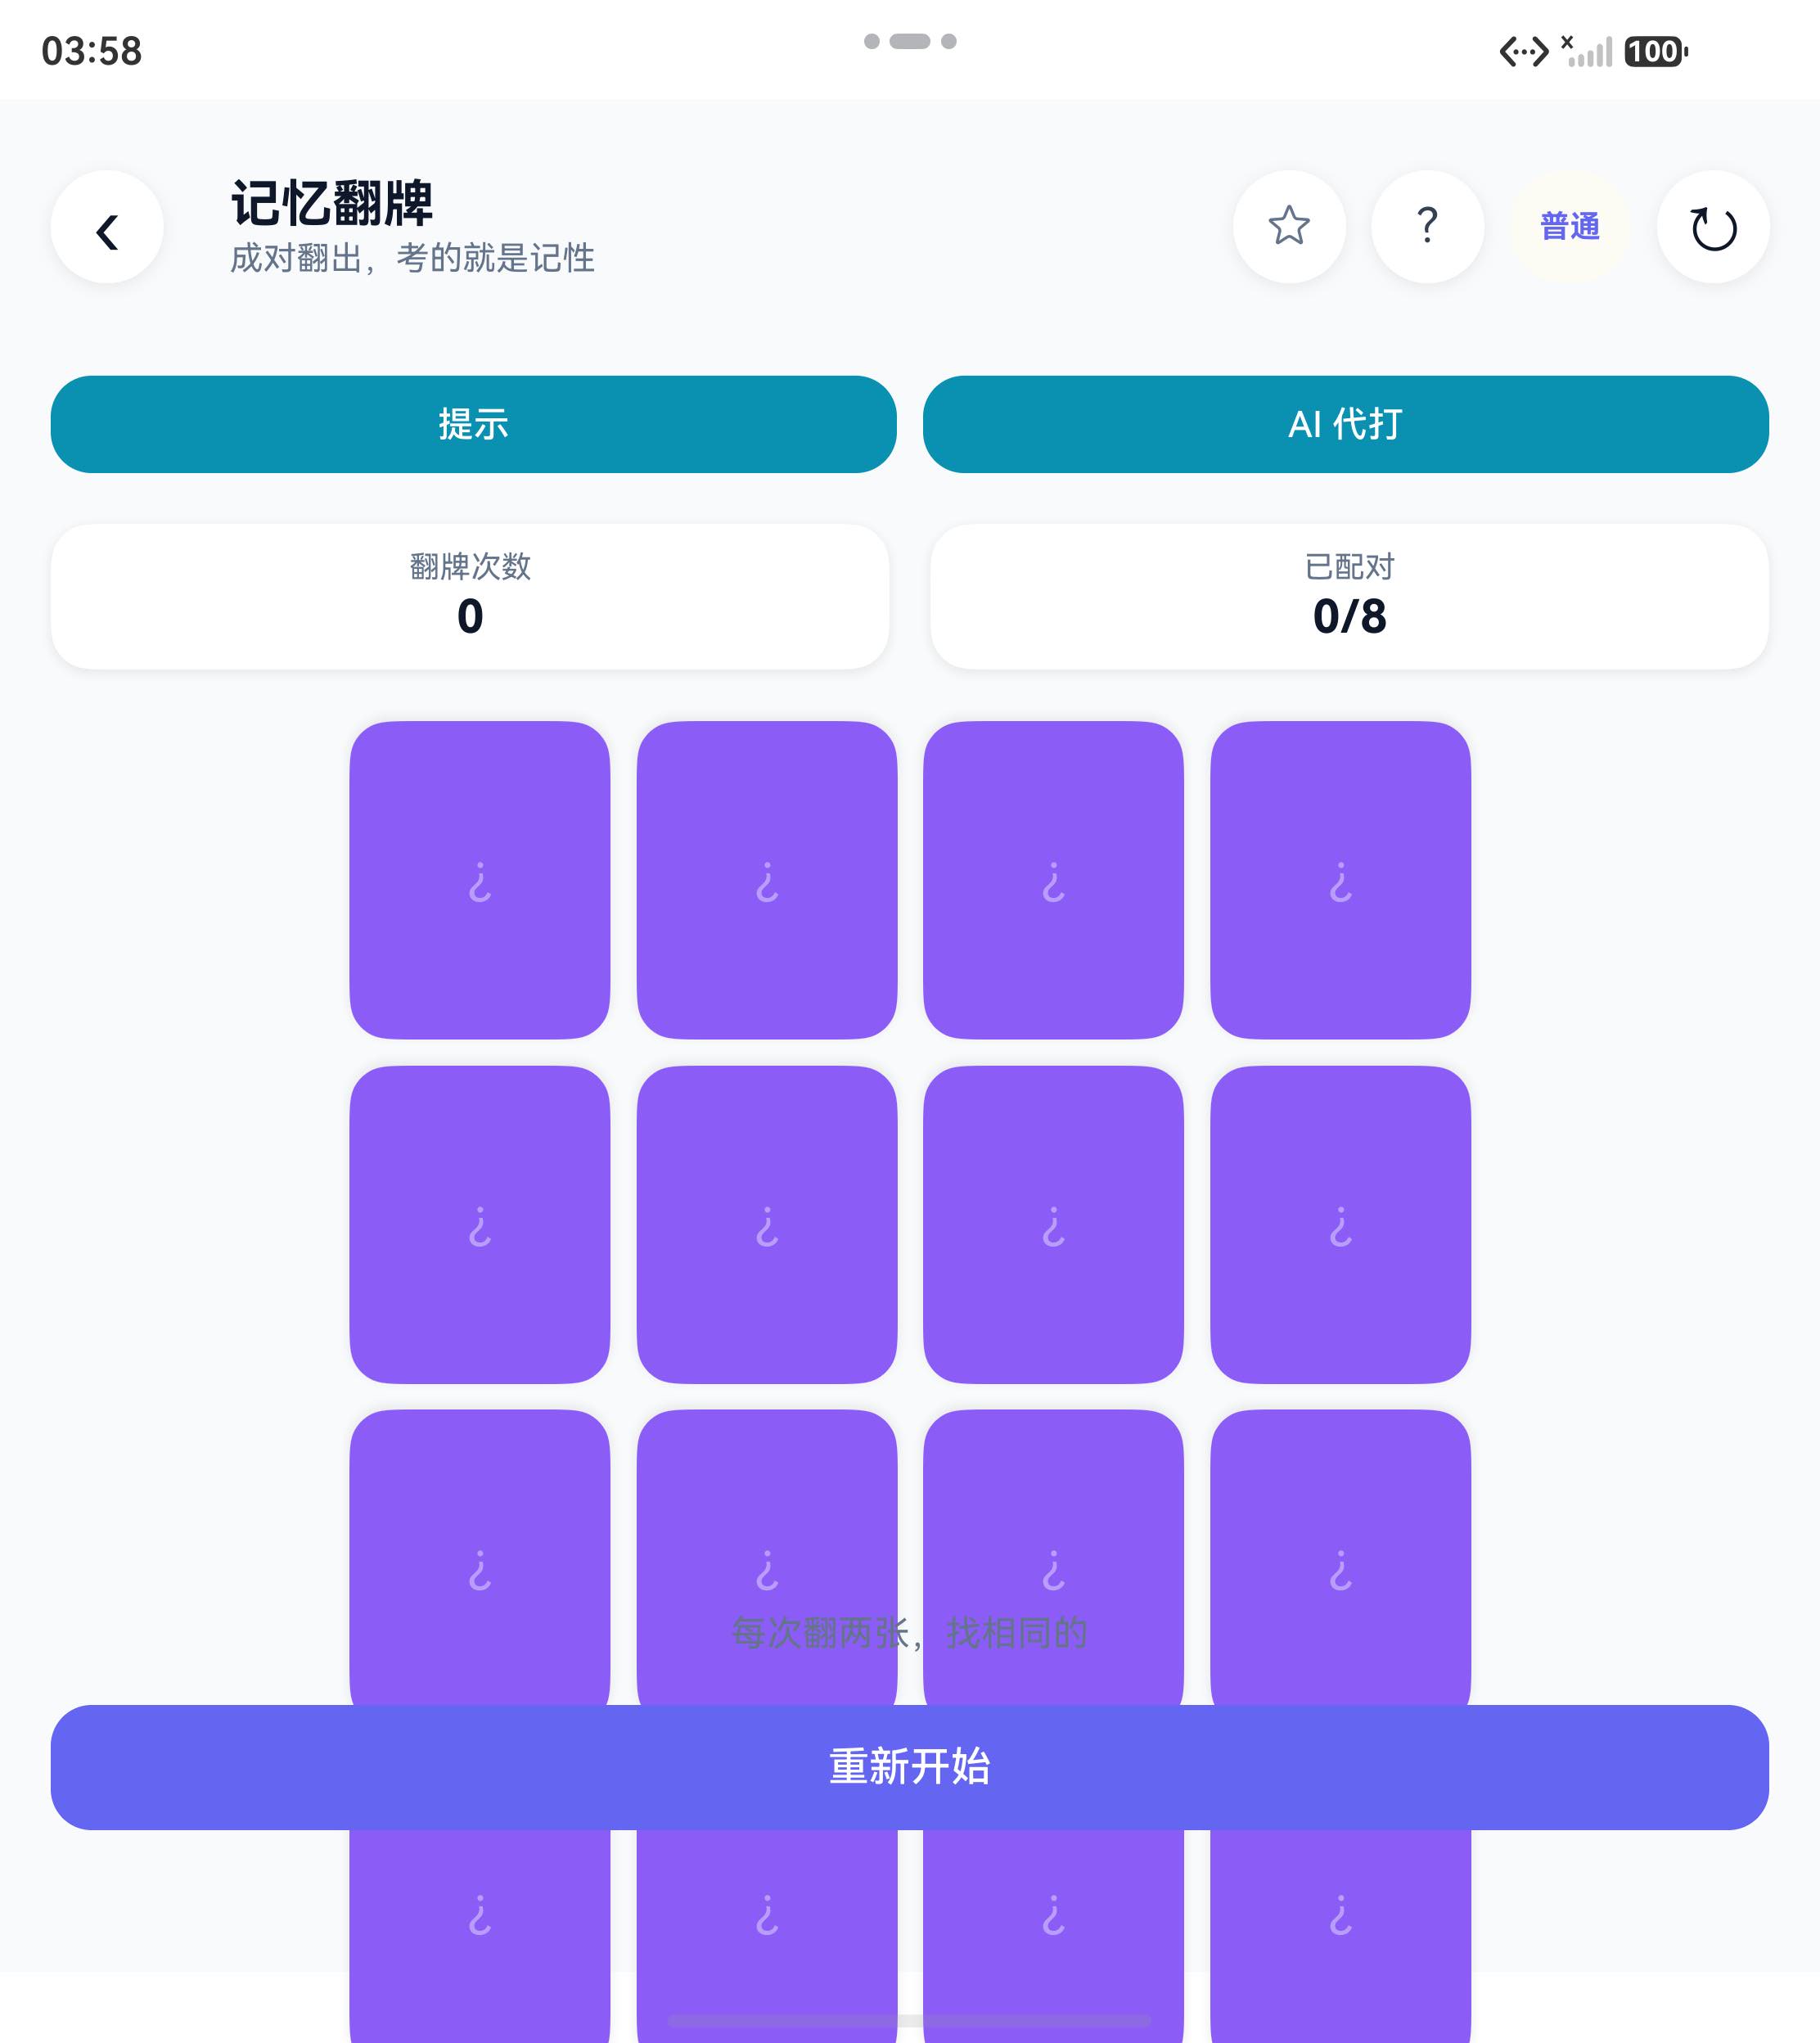 03:58
100
记忆翻牌
成对翻出，考的就是记性
?
普通
提示
AI 代打
翻牌次数
0
已配对
0/8
¿ ¿ ¿ ¿
¿ ¿ ¿ ¿
¿ ¿ ¿ ¿
每次翻两张，找相同的
重新开始
¿ ¿ ¿ ¿